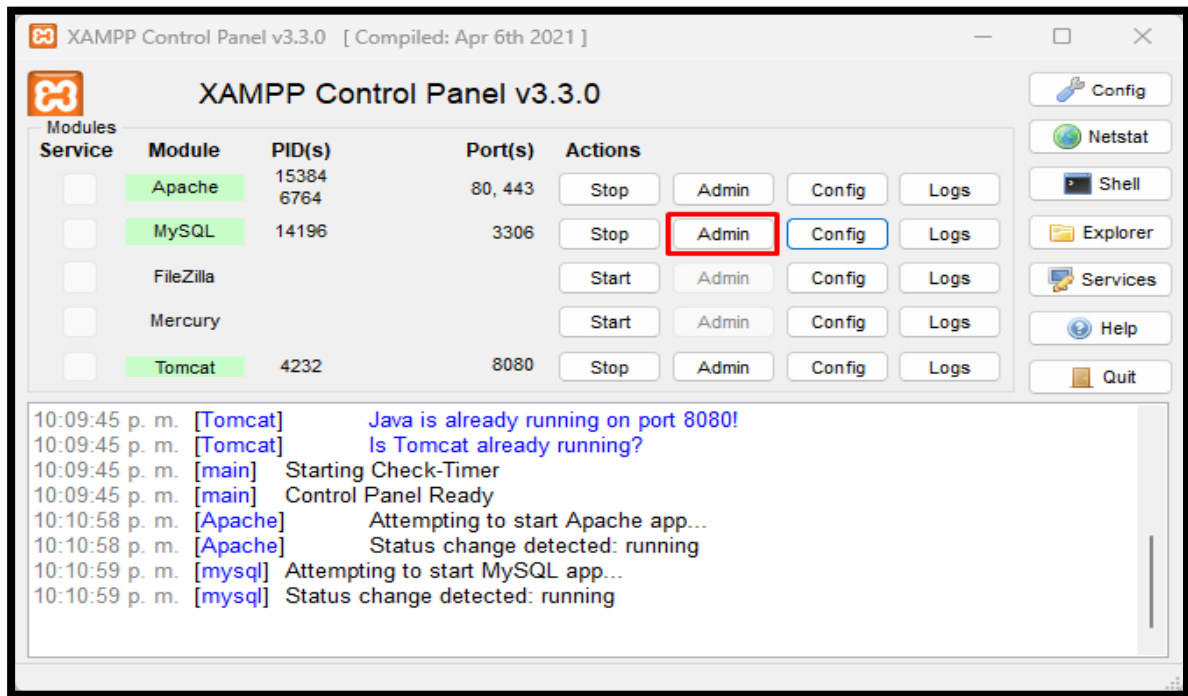 XAMPP Control Panel v3.3.0 [ Compiled: Apr 6th 2021 ]
XAMPP Control Panel v3.3.0
Config
Modules
Netstat
Service Module PID(s) Port(s) Actions
Apache 15384 6764 80, 443 Stop Admin Config Logs
Shell
MySQL 14196 3306 Stop Admin Config Logs
Explorer
FileZilla Start Admin Config Logs
Services
Mercury Start Admin Config Logs
Help
Tomcat 4232 8080 Stop Admin Config Logs
Quit
10:09:45 p. m. [Tomcat] Java is already running on port 8080!
10:09:45 p. m. [Tomcat] Is Tomcat already running?
10:09:45 p. m. [main] Starting Check-Timer
10:09:45 p. m. [main] Control Panel Ready
10:10:58 p. m. [Apache] Attempting to start Apache app...
10:10:58 p. m. [Apache] Status change detected: running
10:10:59 p. m. [mysql] Attempting to start MySQL app...
10:10:59 p. m. [mysql] Status change detected: running